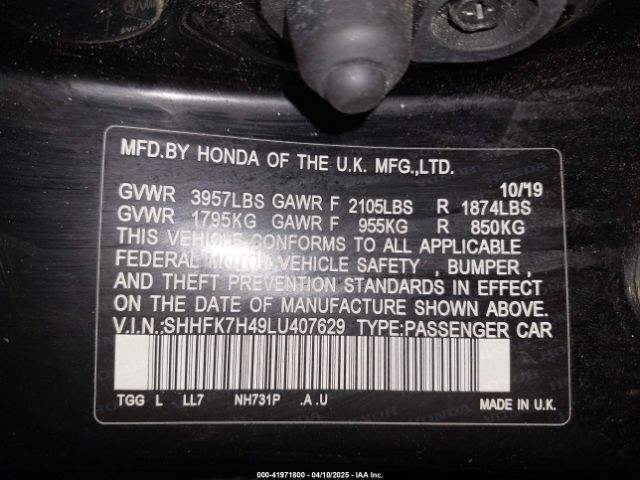 MFD.BY HONDA OF THE U.K. MFG.,LTD.
10/'19
GVWR 3957LBS GAWR F 2105LBS R 1874LBS
GVWR 1795KG GAWR F 955KG R 850KG
THIS VEHICLE CONFORMS TO ALL APPLICABLE
FEDERAL MOTOR VEHICLE SAFETY , BUMPER ,
AND THEFT PREVENTION STANDARDS IN EFFECT
ON THE DATE OF MANUFACTURE SHOWN ABOVE.
V.I.N.:SHHFK7H49LU407629 TYPE:PASSENGER CAR
TGG L LL7 NH731P .A .U
MADE IN U.K.
000-41971800 - 04/10/2025 - IAA Inc.